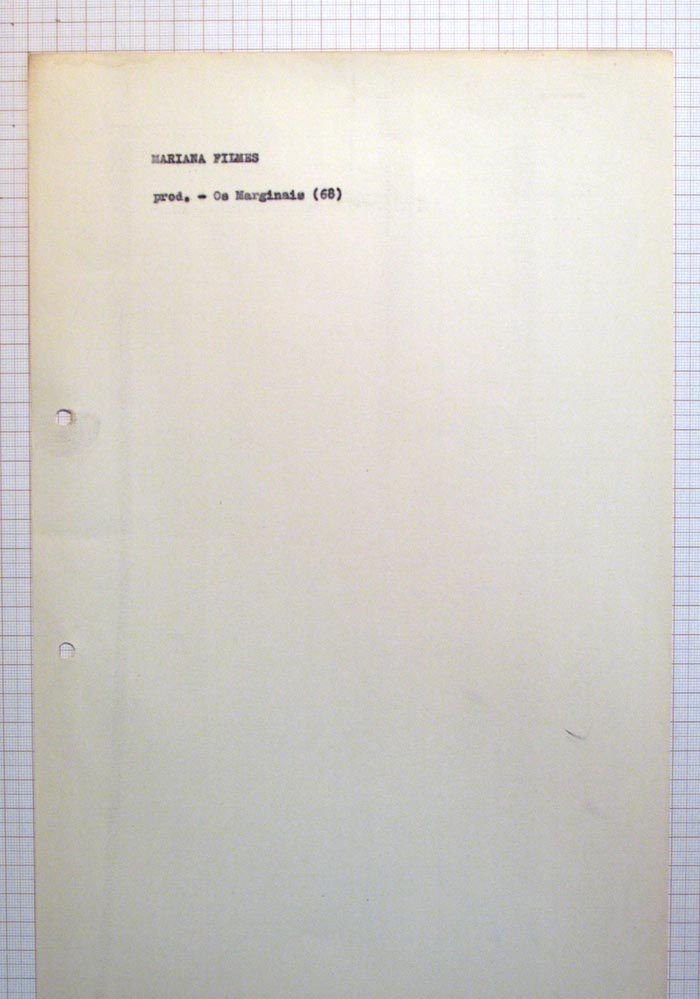 MARIANA FILMES
prod. - Os Marginais (68)